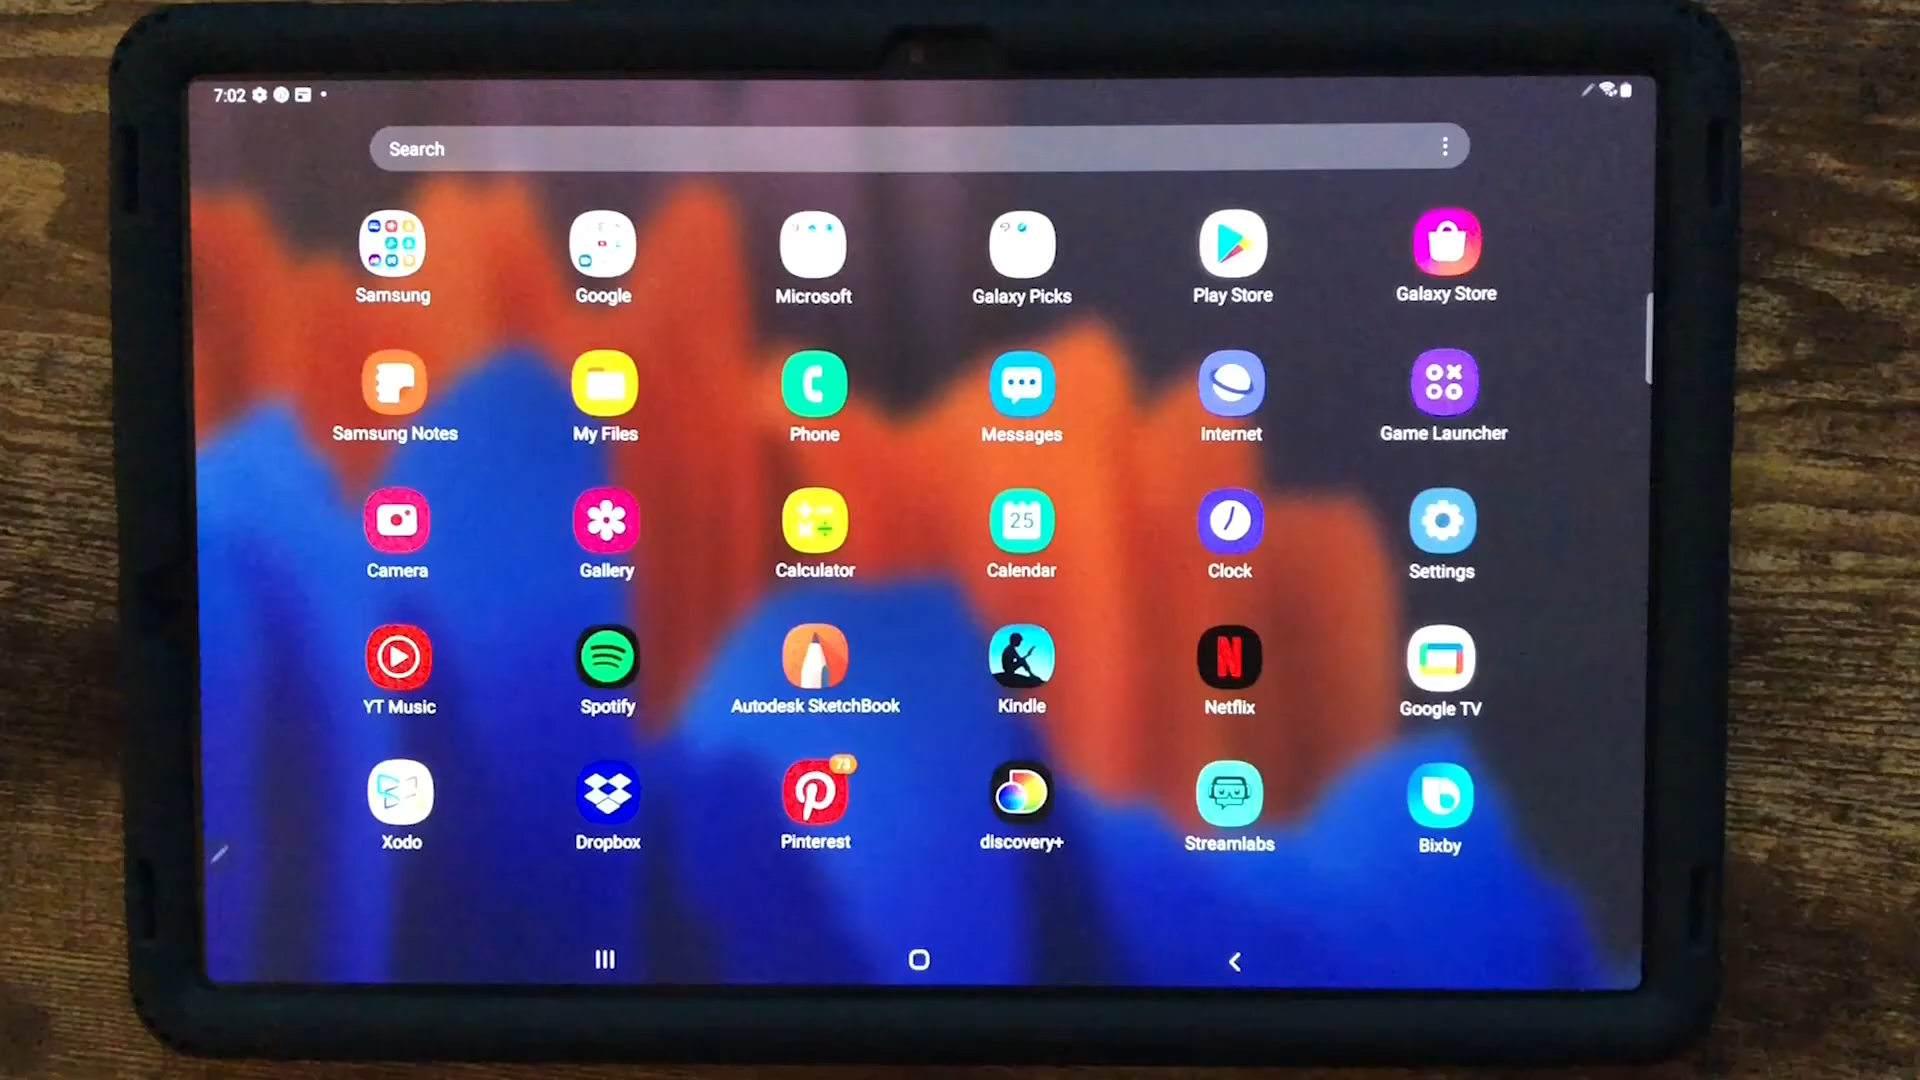 7:02
Search
Samsung
Google
Microsoft
Galaxy Picks
Play Store
Galaxy Store
Samsung Notes
My Files
Phone
Messages
Internet
Game Launcher
25
Camera
Gallery
Calculator
Calendar
Clock
Settings
N
YT Music
Spotify
Autodesk SketchBook
Kindle
Netflix
Google TV
73
Xodo
Dropbox
Pinterest
discovery+
Streamlabs
Bixby